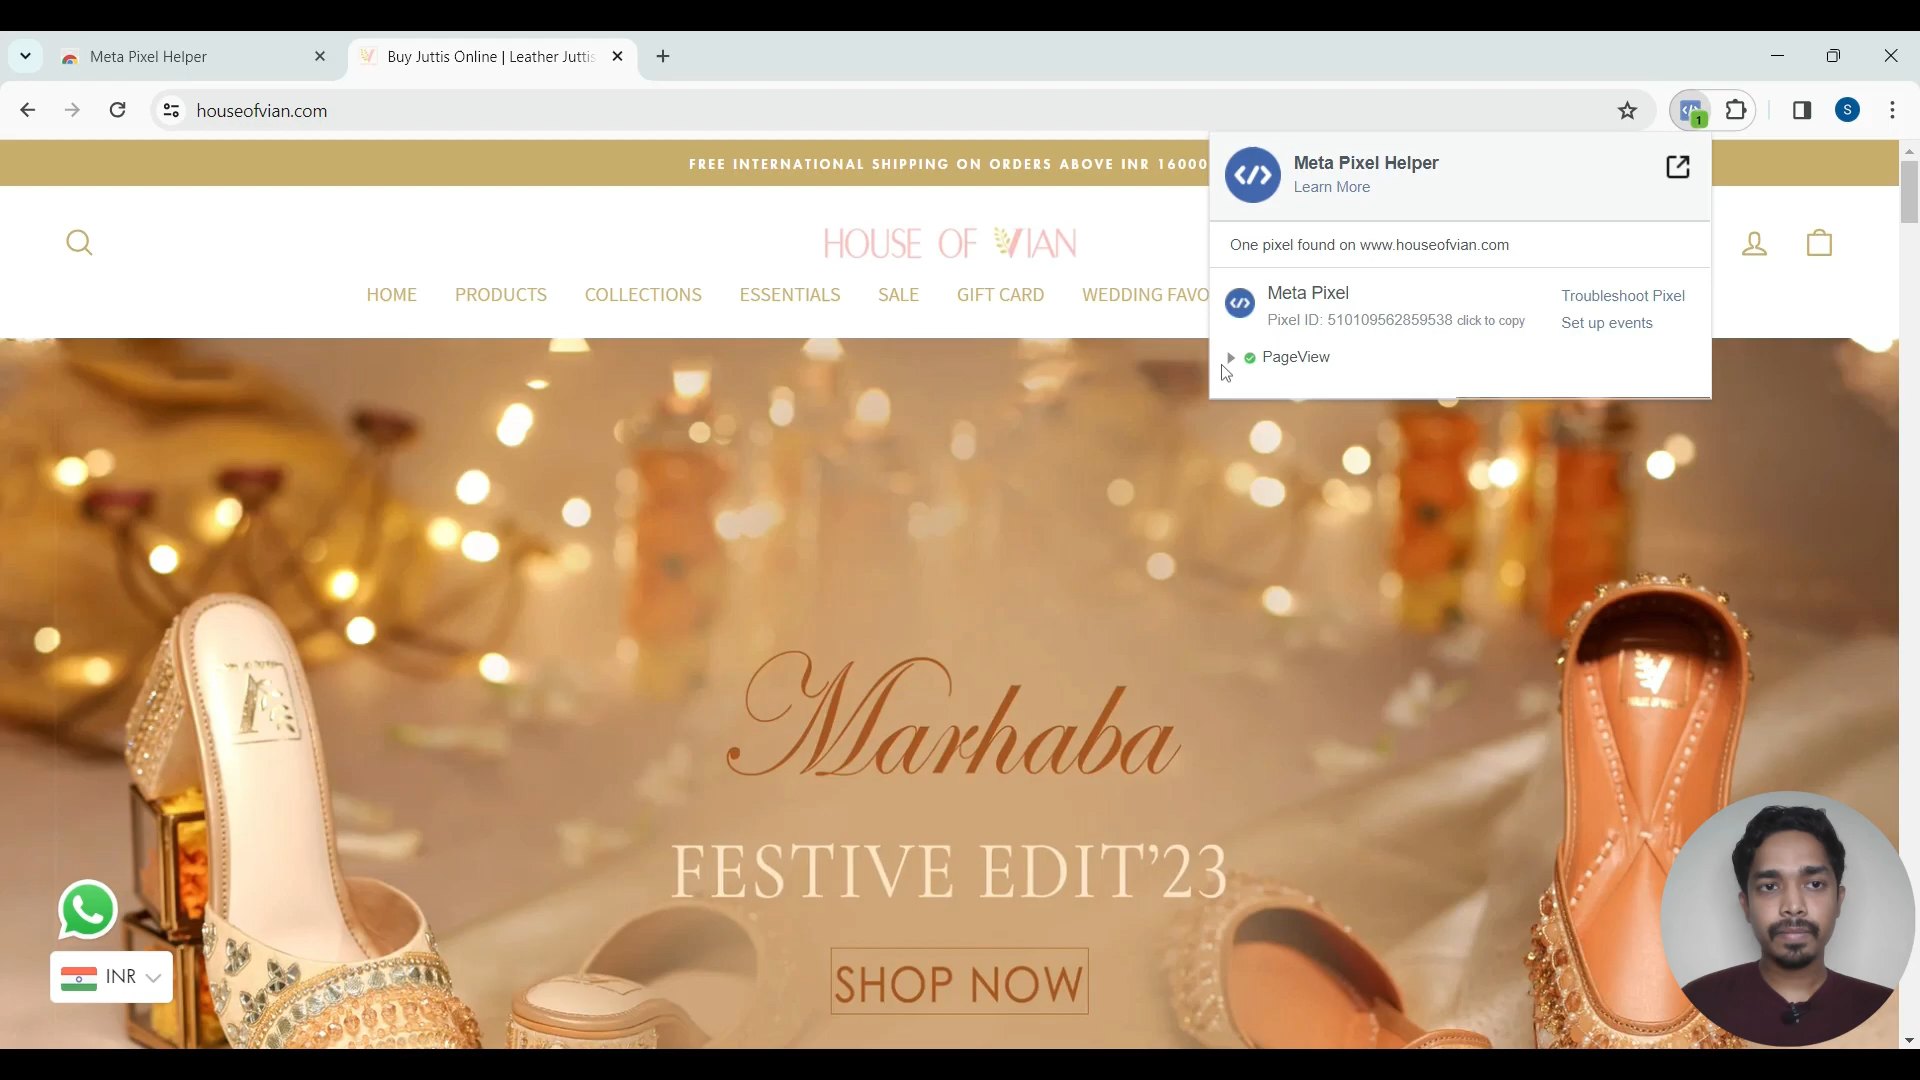 Meta Pixel Helper
Buy Juttis Online | Leather Juttis
houseofvian.com
1
S
FREE INTERNATIONAL SHIPPING ON ORDERS ABOVE INR 16000
Meta Pixel Helper
Learn More
One pixel found on www.houseofvian.com
Meta Pixel
Troubleshoot Pixel
Pixel ID: 510109562859538 click to copy
Set up events
PageView
HOUSE OF VIAN
HOME PRODUCTS COLLECTIONS ESSENTIALS SALE GIFT CARD WEDDING FAVO
Marhaba
FESTIVE EDIT'23
SHOP NOW
INR